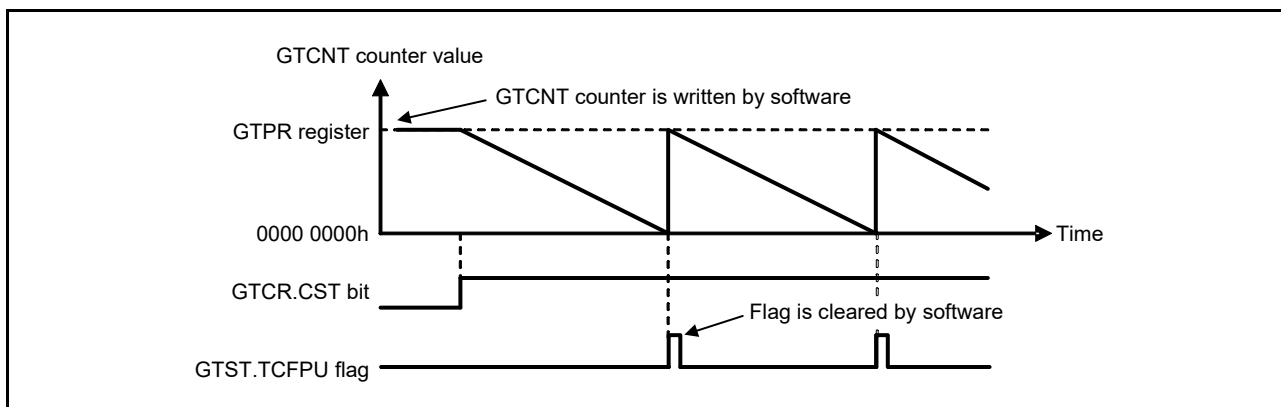 GTCNT counter value
GTCNT counter is written by software
GTPR register
0000 0000h
Time
GTCR.CST bit
Flag is cleared by software
GTST.TCFPU flag